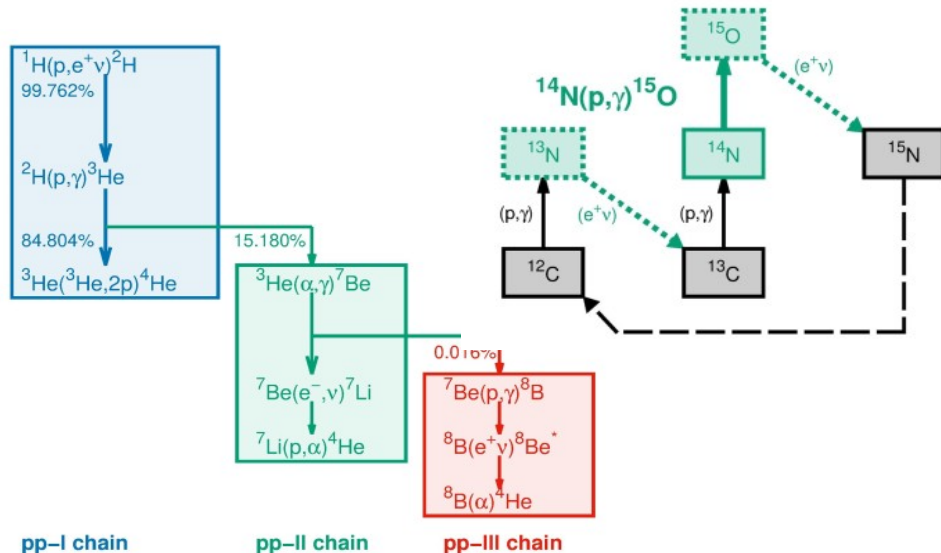 ¹H(p,e⁺ν)²H
99.762%
²H(p,γ)³He
84.804%
³He(³He,2p)⁴He
15.180%
³He(α,γ)⁷Be
⁷Be(e⁻,ν)⁷Li
⁷Li(p,α)⁴He
0.016%
⁷Be(p,γ)⁸B
⁸B(e⁺ν)⁸Be*
⁸B(α)⁴He
pp-I chain
pp-II chain
pp-III chain
¹⁵O
(e⁺ν)
¹⁴N(p,γ)¹⁵O
¹³N
¹⁴N
¹⁵N
(p,γ)
(e⁺ν)
(p,γ)
¹²C
¹³C